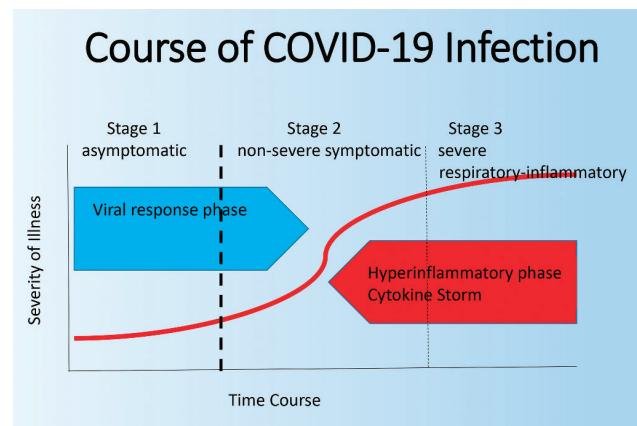 Course of COVID-19 Infection
Stage 1
asymptomatic
Stage 2
non-severe symptomatic
Stage 3
severe
respiratory-inflammatory
Viral response phase
Hyperinflammatory phase
Cytokine Storm
Severity of Illness
Time Course